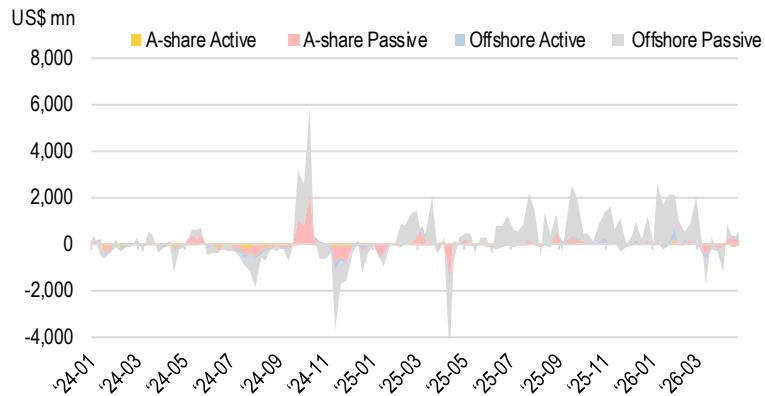 US$ mn
A-share Active A-share Passive Offshore Active Offshore Passive
8,000
6,000
4,000
2,000
0
-2,000
-4,000
'24-01 '24-03 '24-05 '24-07 '24-09 '24-11 '25-01 '25-03 '25-05 '25-07 '25-09 '25-11 '26-01 '26-03